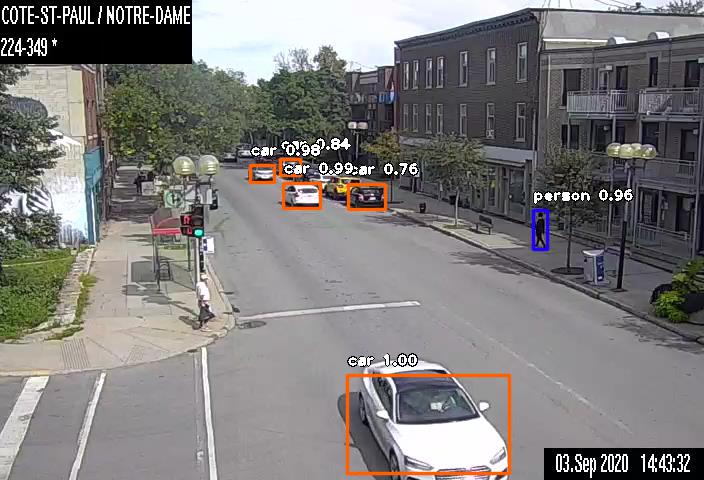 COTE-ST-PAUL / NOTRE-DAME
224-349 *
car 0.98
0.84
car 0.99
car 0.76
person 0.96
car 1.00
03.Sep 2020 14:43:32